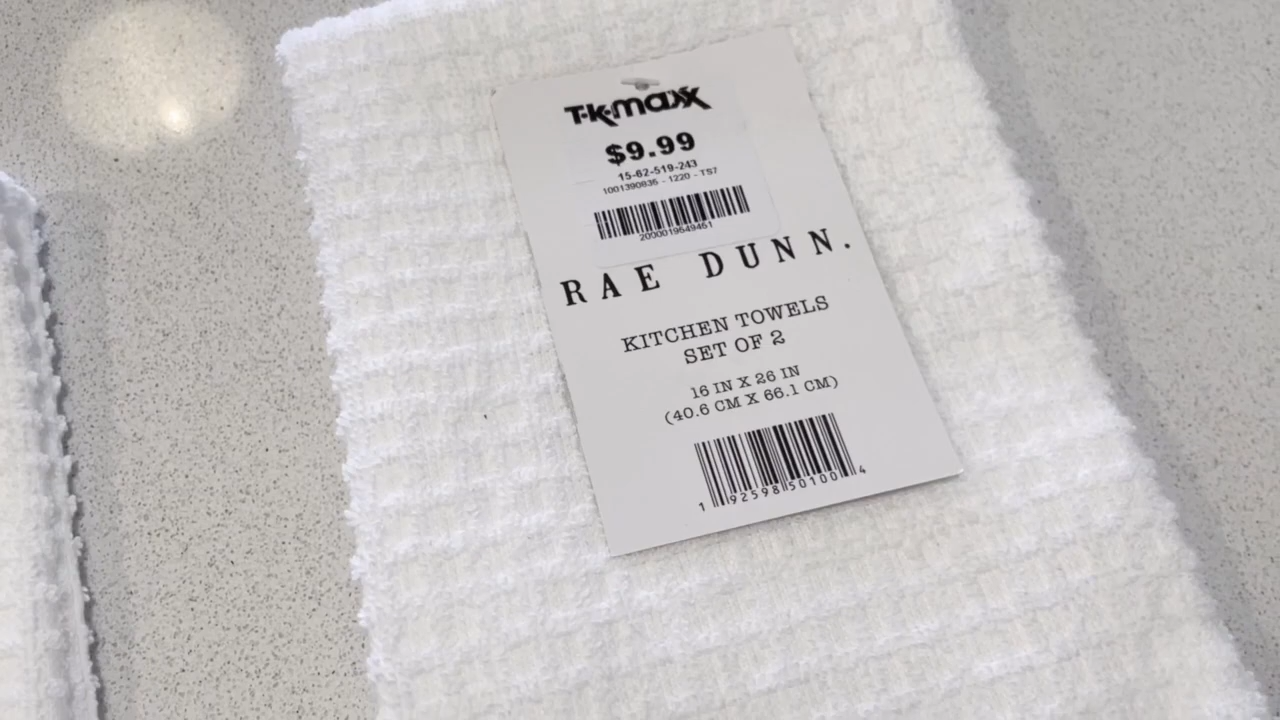 T·K·maxx
$9.99
15-62-519-243
1001390836 - 1220 - TS7
2000019649461
RAE DUNN.
KITCHEN TOWELS
SET OF 2
16 IN X 26 IN
(40.6 CM X 66.1 CM)
1 92598 50100 4